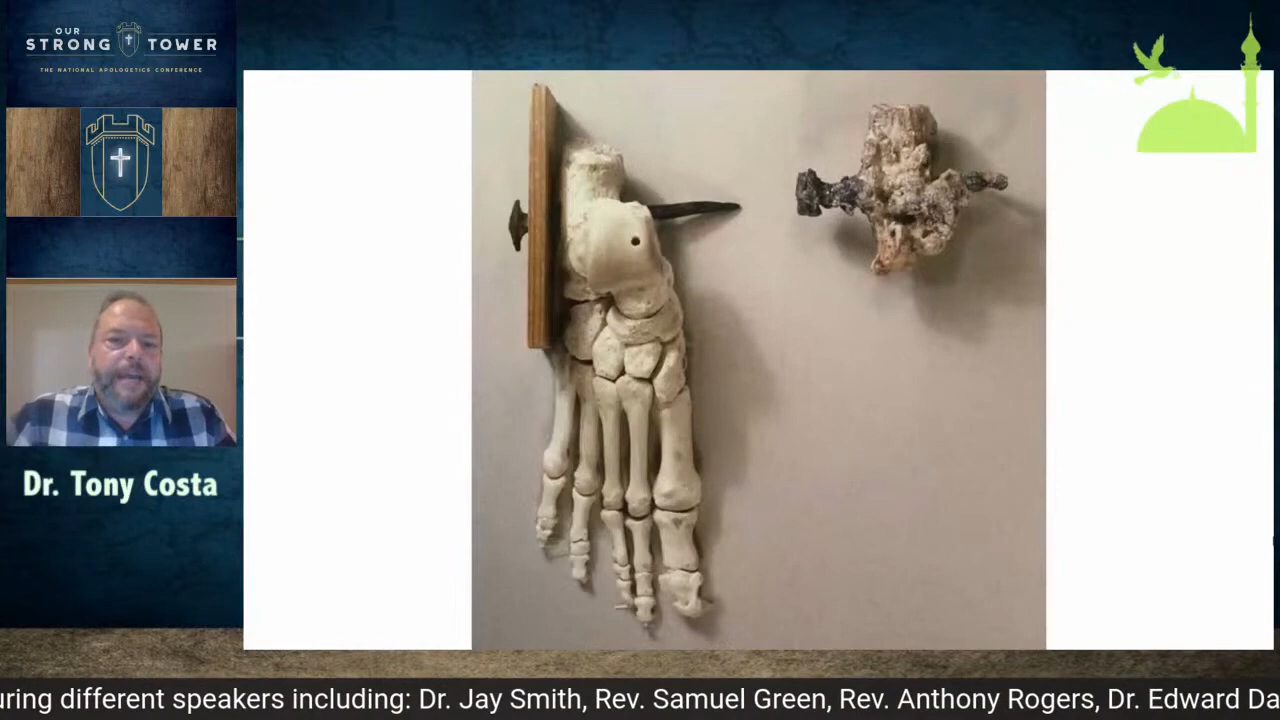 OUR
STRONG TOWER
THE NATIONAL APOLOGETICS CONFERENCE
Dr. Tony Costa
uring different speakers including: Dr. Jay Smith, Rev. Samuel Green, Rev. Anthony Rogers, Dr. Edward Da